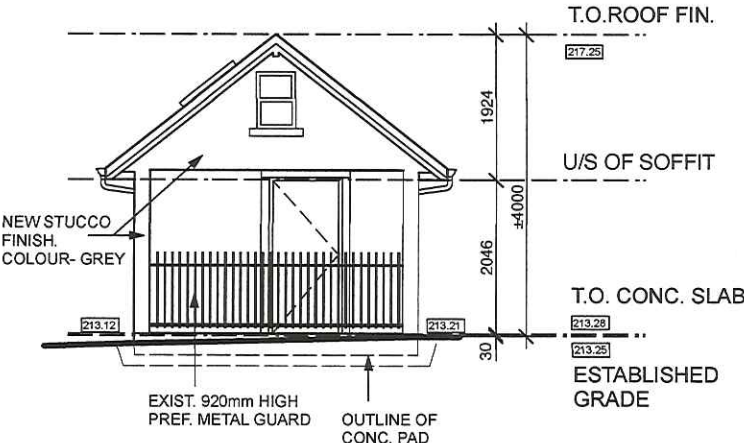 T.O.ROOF FIN.
217.25
1924
U/S OF SOFFIT
±4000
NEW STUCCO
FINISH.
COLOUR- GREY
2046
T.O. CONC. SLAB
213.12
213.21
213.28
30
213.25
ESTABLISHED
GRADE
EXIST. 920mm HIGH
PREF. METAL GUARD
OUTLINE OF
CONC. PAD